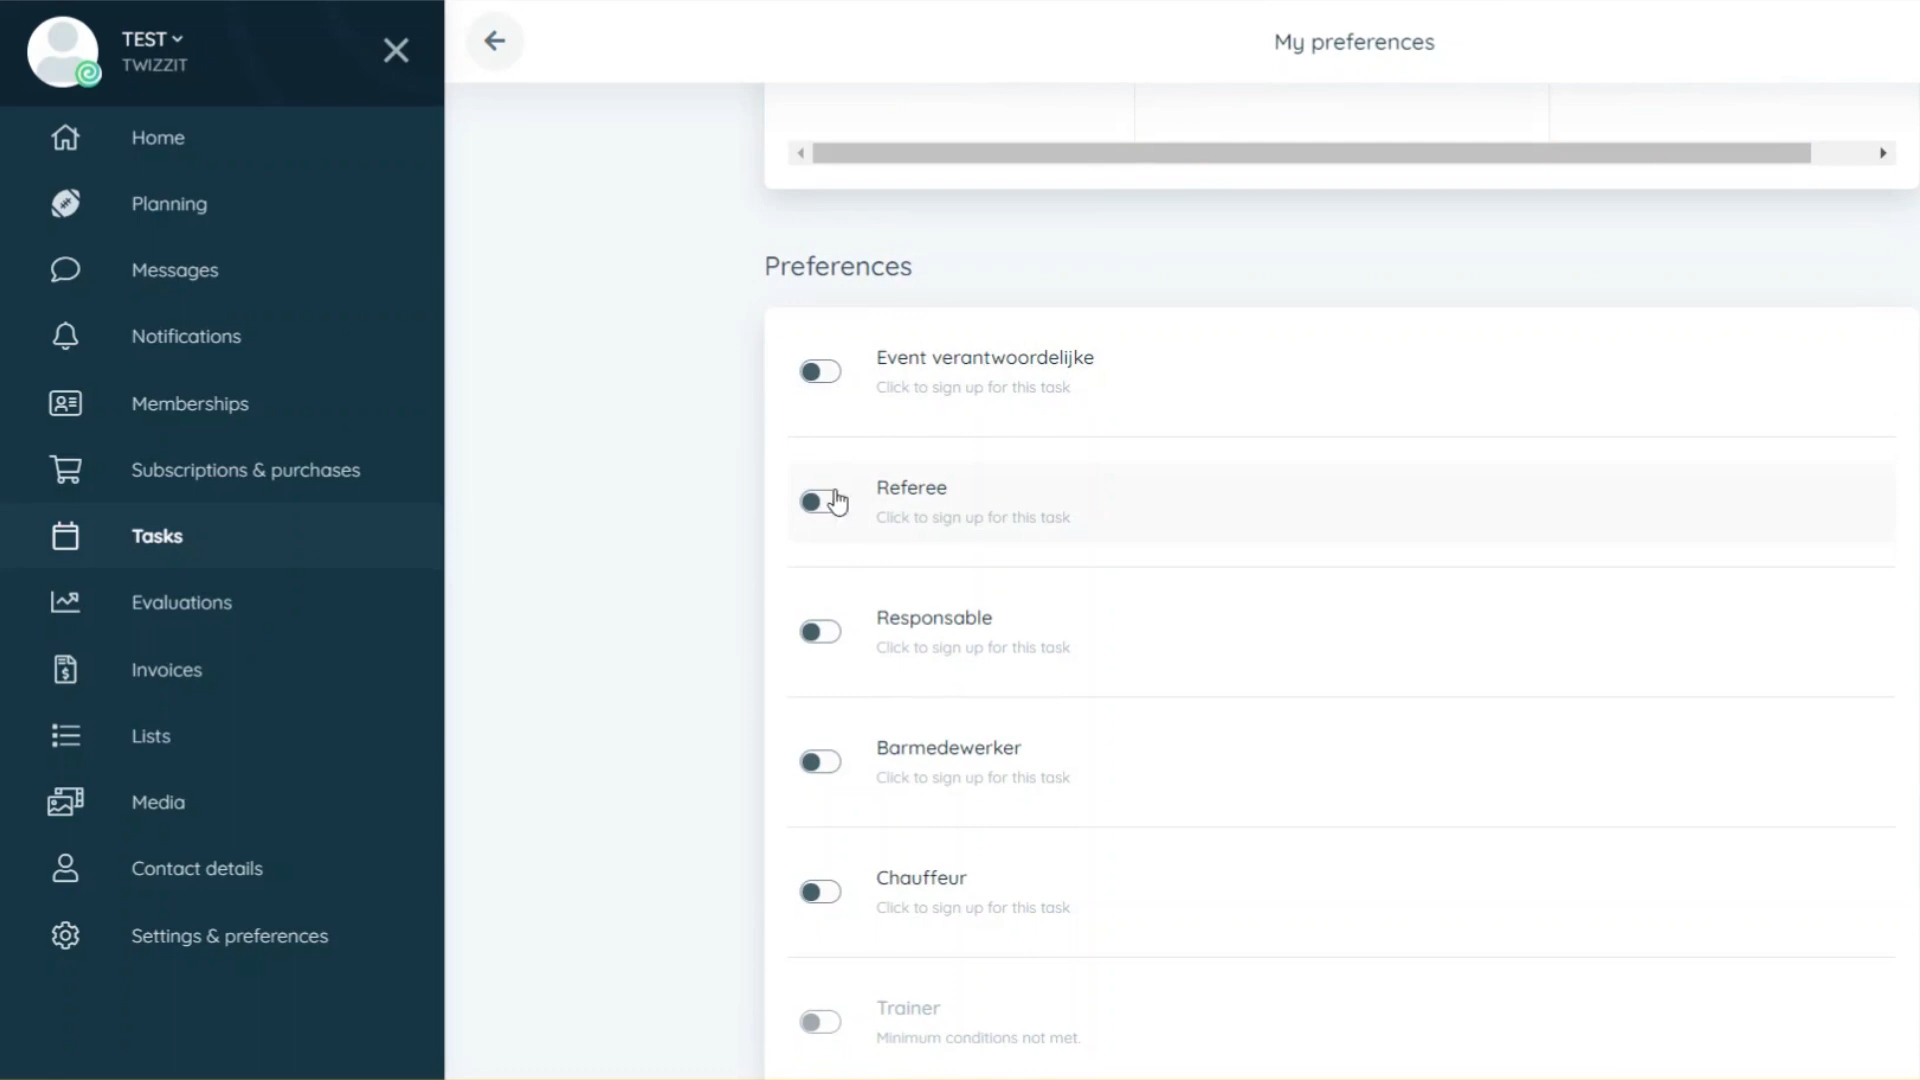 TEST
TWIZZIT
My preferences
Home
Planning
Messages
Notifications
Memberships
Subscriptions & purchases
Tasks
Evaluations
Invoices
Lists
Media
Contact details
Settings & preferences
Preferences
Event verantwoordelijke
Click to sign up for this task
Referee
Click to sign up for this task
Responsable
Click to sign up for this task
Barmedewerker
Click to sign up for this task
Chauffeur
Click to sign up for this task
Trainer
Minimum conditions not met.